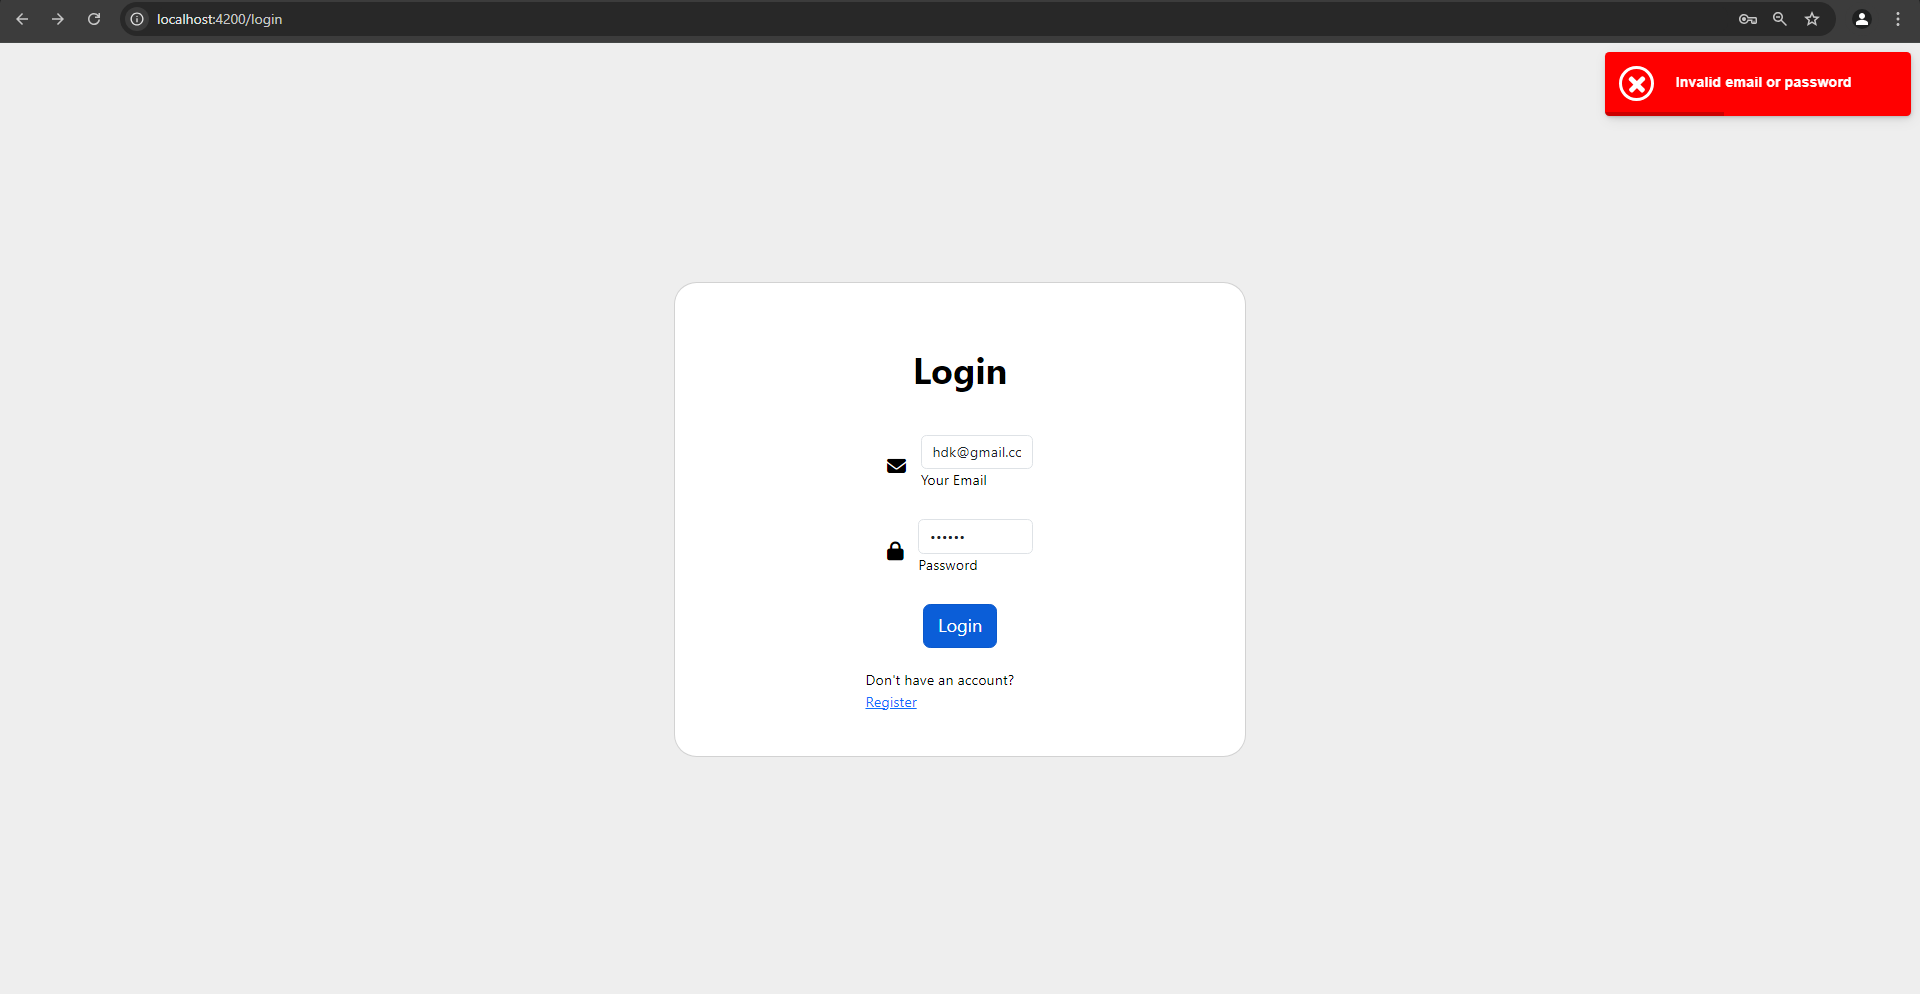 localhost:4200/login
Invalid email or password
Login
hdk@gmail.cc
Your Email
••••••
Password
Login
Don't have an account?
Register